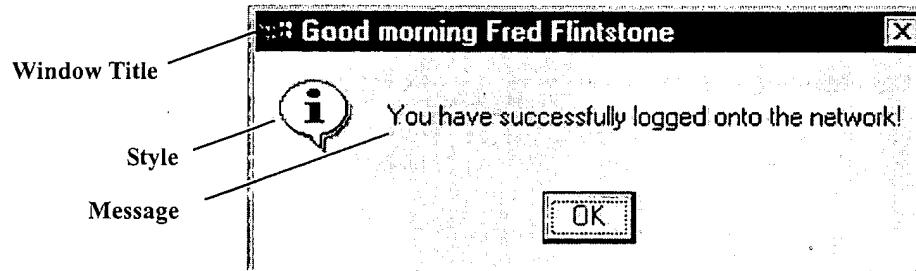 Good morning Fred Flintstone
Window Title
i
You have successfully logged onto the network!
Style
Message
OK